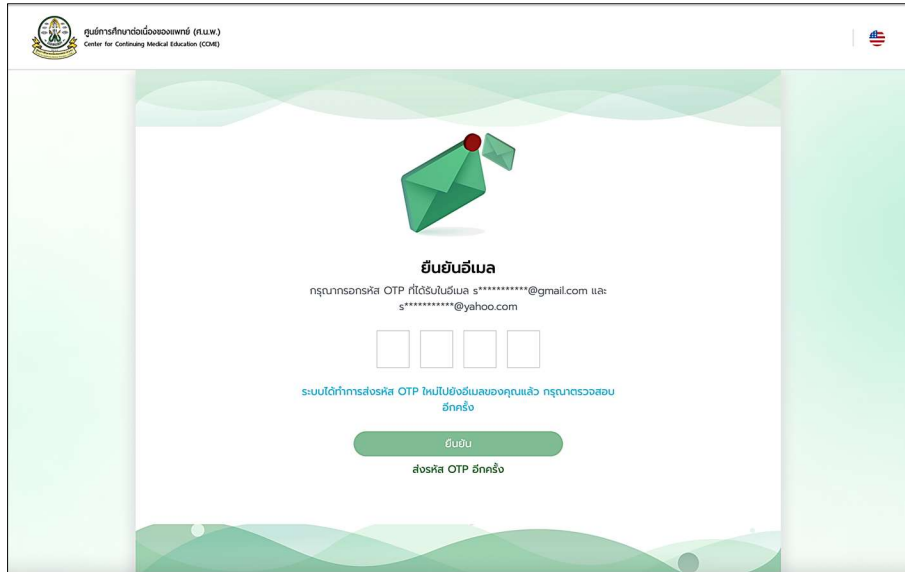 ศูนย์การศึกษาต่อเนื่องของแพทย์ (ศ.น.พ.)
Center for Continuing Medical Education (CCME)
ยืนยันอีเมล
กรุณากรอกรหัส OTP ที่ได้รับในอีเมล s***********@gmail.com และ
s***********@yahoo.com
ระบบได้ทำการส่งรหัส OTP ใหม่ไปยังอีเมลของคุณแล้ว กรุณาตรวจสอบ
อีกครั้ง
ยืนยัน
ส่งรหัส OTP อีกครั้ง